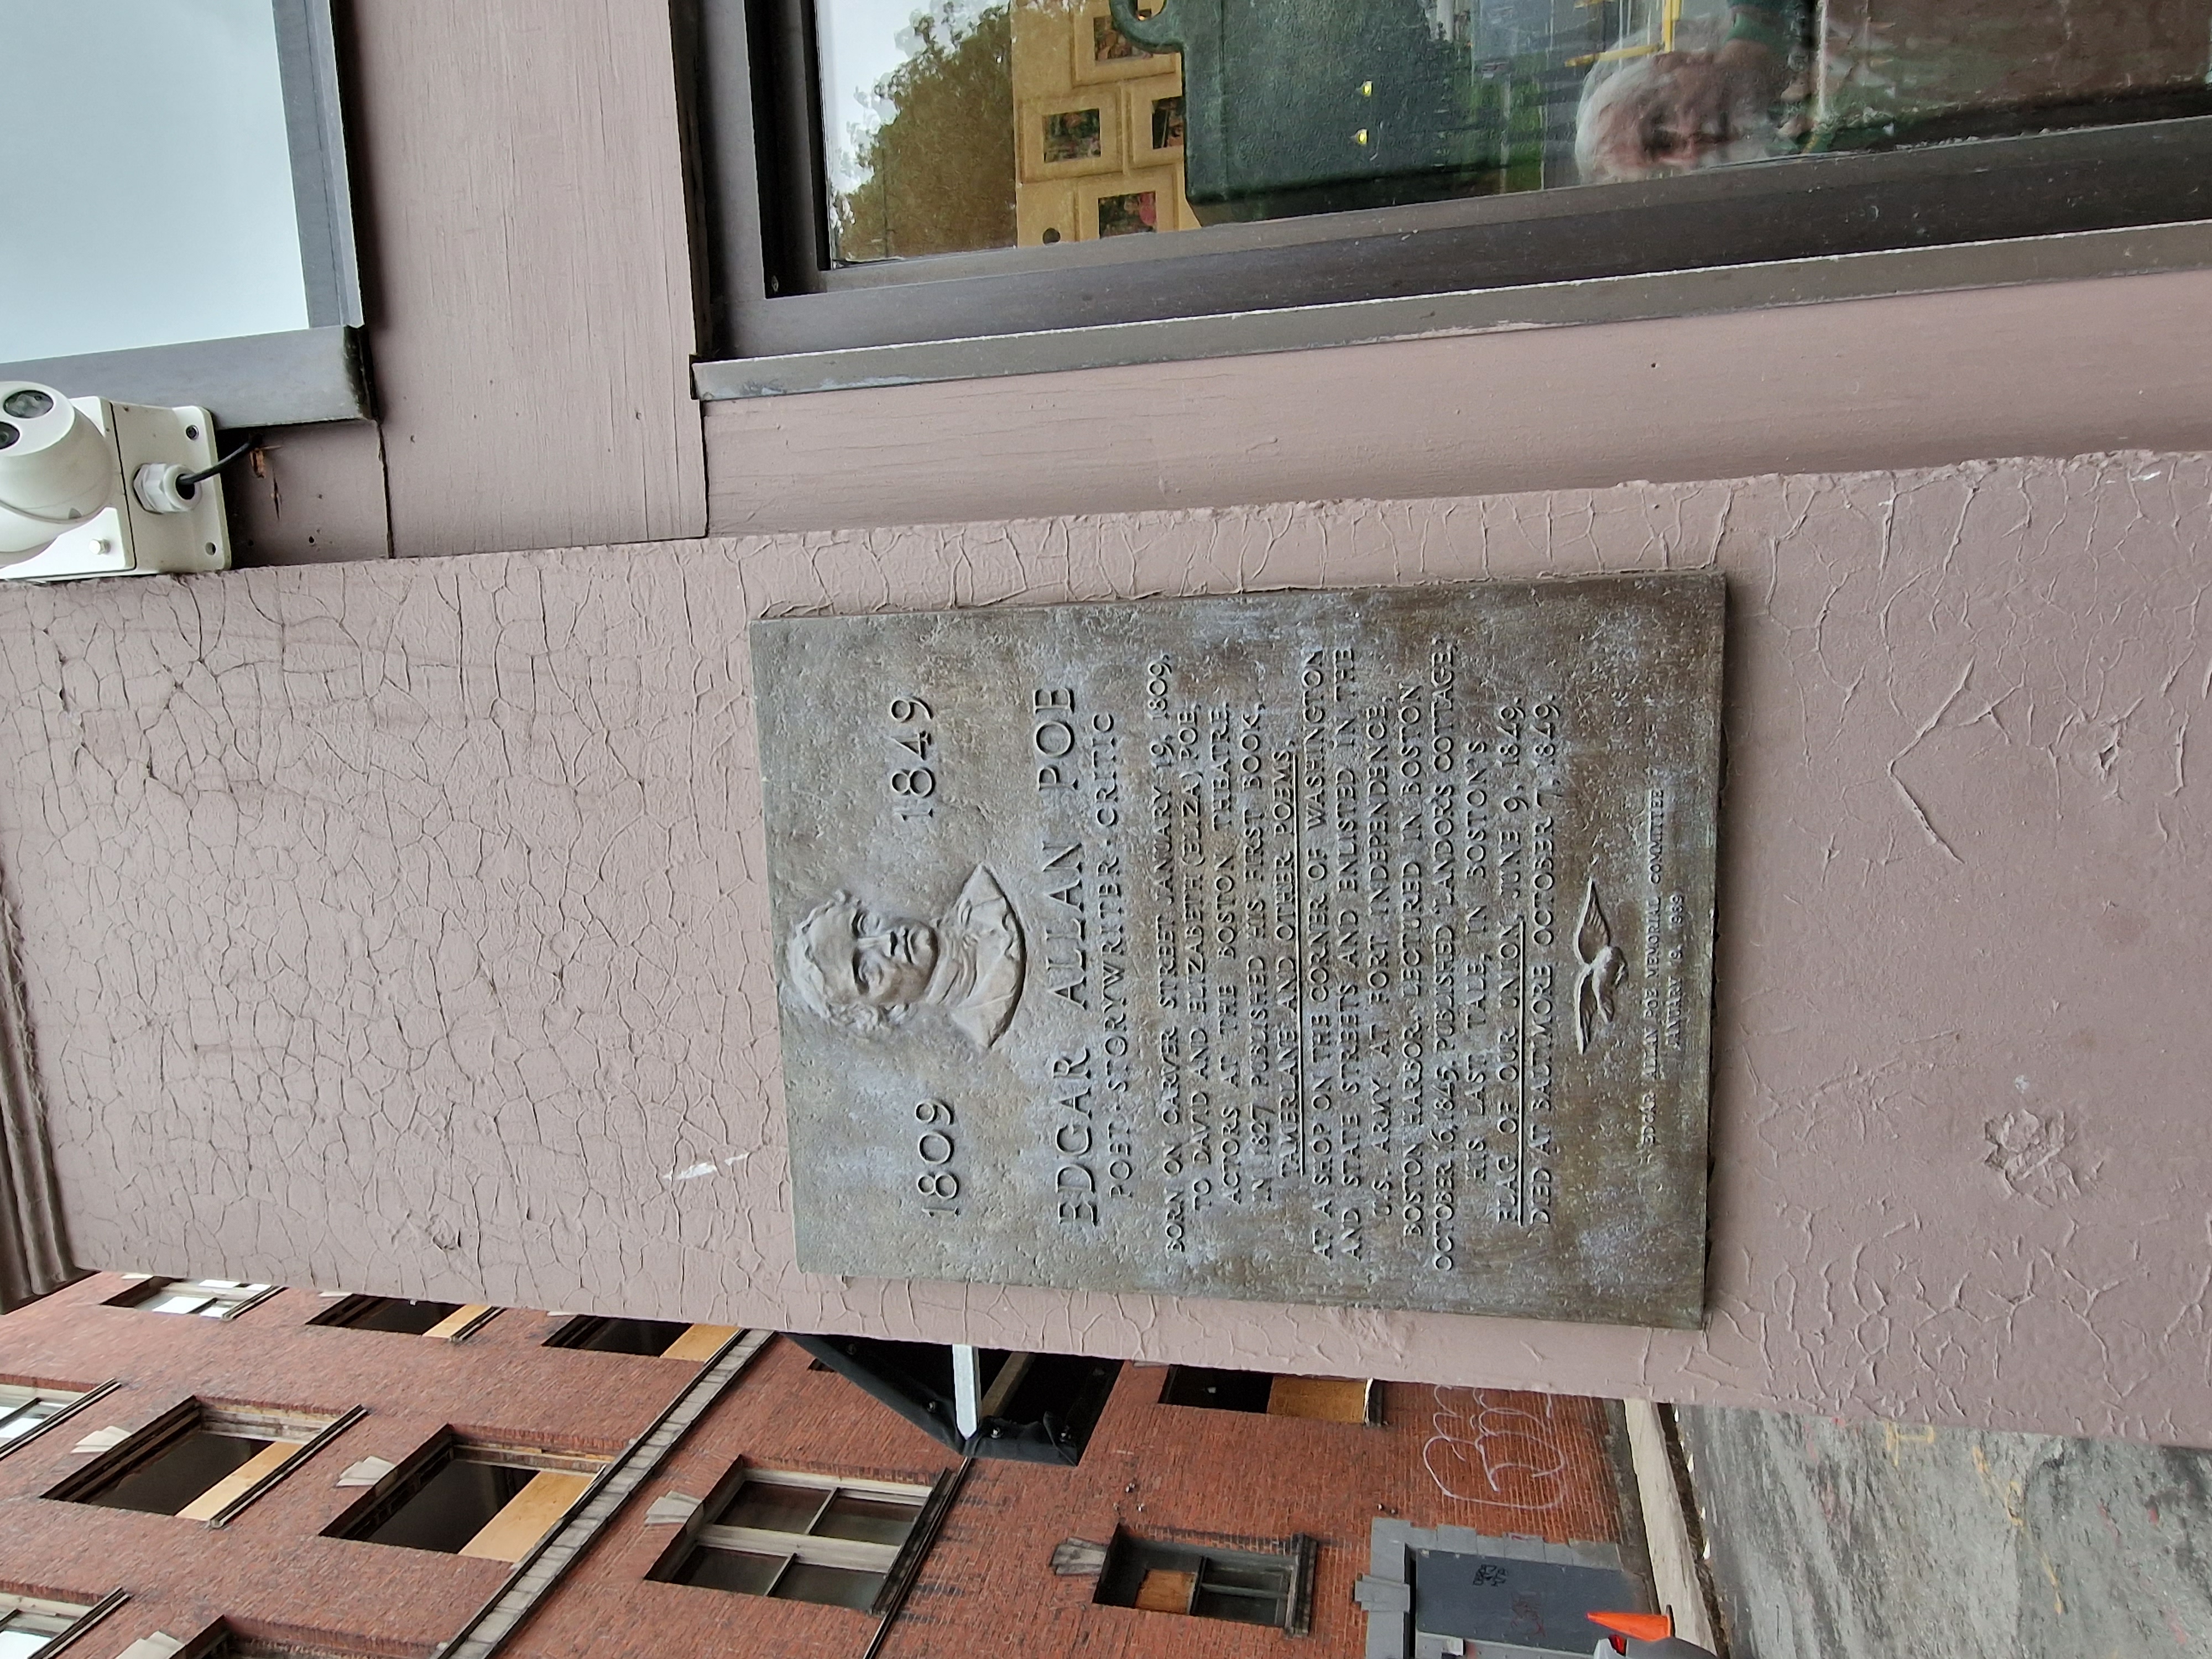 1809 1849
EDGAR ALLAN POE
POET · STORYWRITER · CRITIC
BORN ON CARVER STREET JANUARY 19, 1809,
TO DAVID AND ELIZABETH (ELIZA) POE,
ACTORS AT THE BOSTON THEATRE.
IN 1827 PUBLISHED HIS FIRST BOOK,
TAMERLANE AND OTHER POEMS,
AT A SHOP ON THE CORNER OF WASHINGTON
AND STATE STREETS AND ENLISTED IN THE
U.S. ARMY AT FORT INDEPENDENCE,
BOSTON HARBOR. LECTURED IN BOSTON
OCTOBER 16, 1845. PUBLISHED "LANDOR'S COTTAGE,"
HIS LAST TALE, IN BOSTON'S
FLAG OF OUR UNION, JUNE 9, 1849.
DIED AT BALTIMORE OCTOBER 7, 1849.
EDGAR ALLAN POE MEMORIAL COMMITTEE
JANUARY 19, 1989